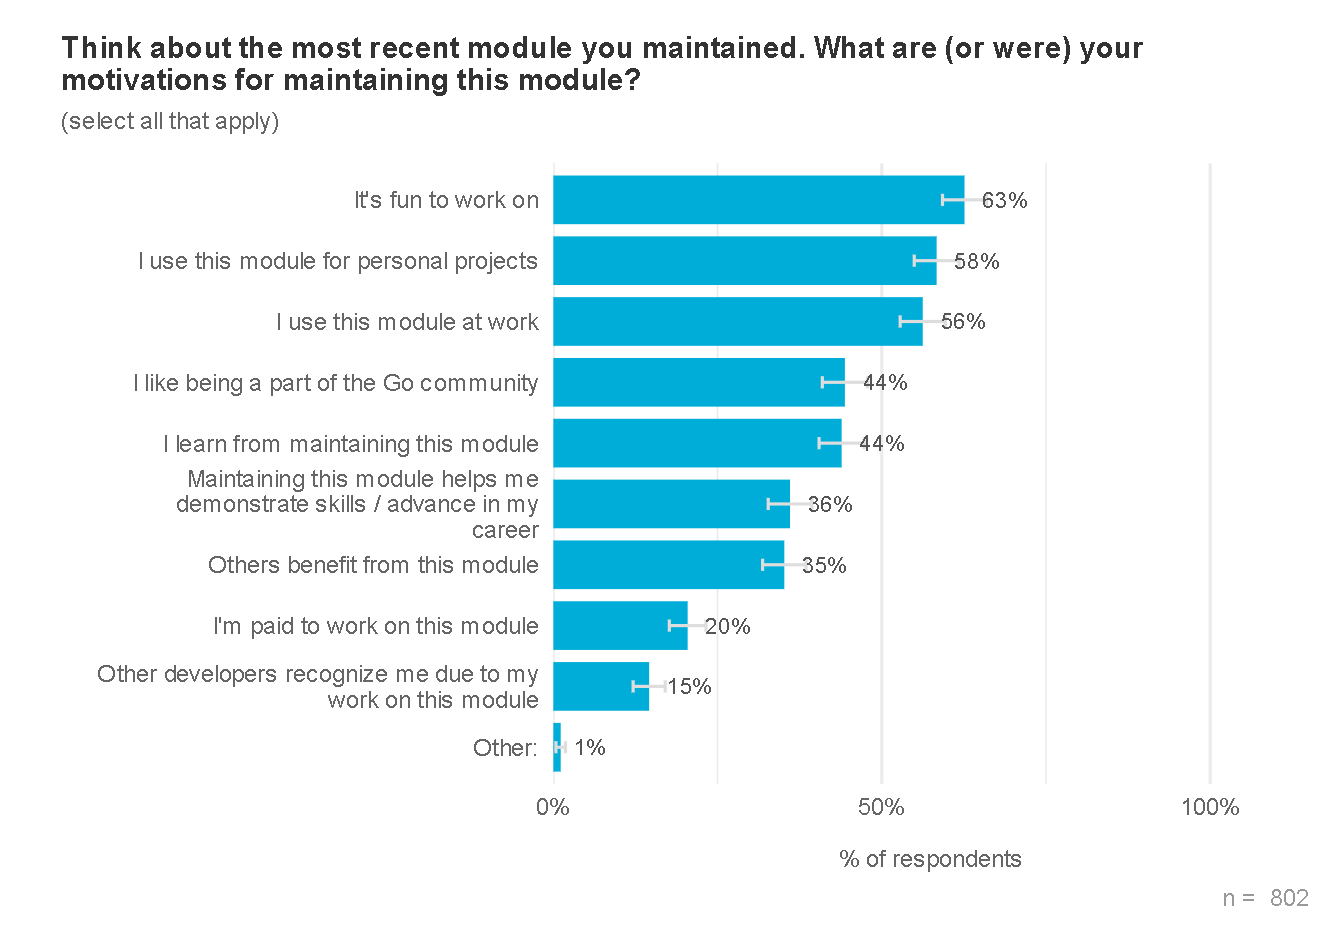 Think about the most recent module you maintained. What are (or were) your
motivations for maintaining this module?
(select all that apply)
It's fun to work on
63%
I use this module for personal projects
58%
I use this module at work
56%
I like being a part of the Go community
44%
I learn from maintaining this module
44%
Maintaining this module helps me
demonstrate skills / advance in my
career
36%
Others benefit from this module
35%
I'm paid to work on this module
20%
Other developers recognize me due to my
work on this module
15%
Other:
1%
0%
50%
100%
% of respondents
n = 802